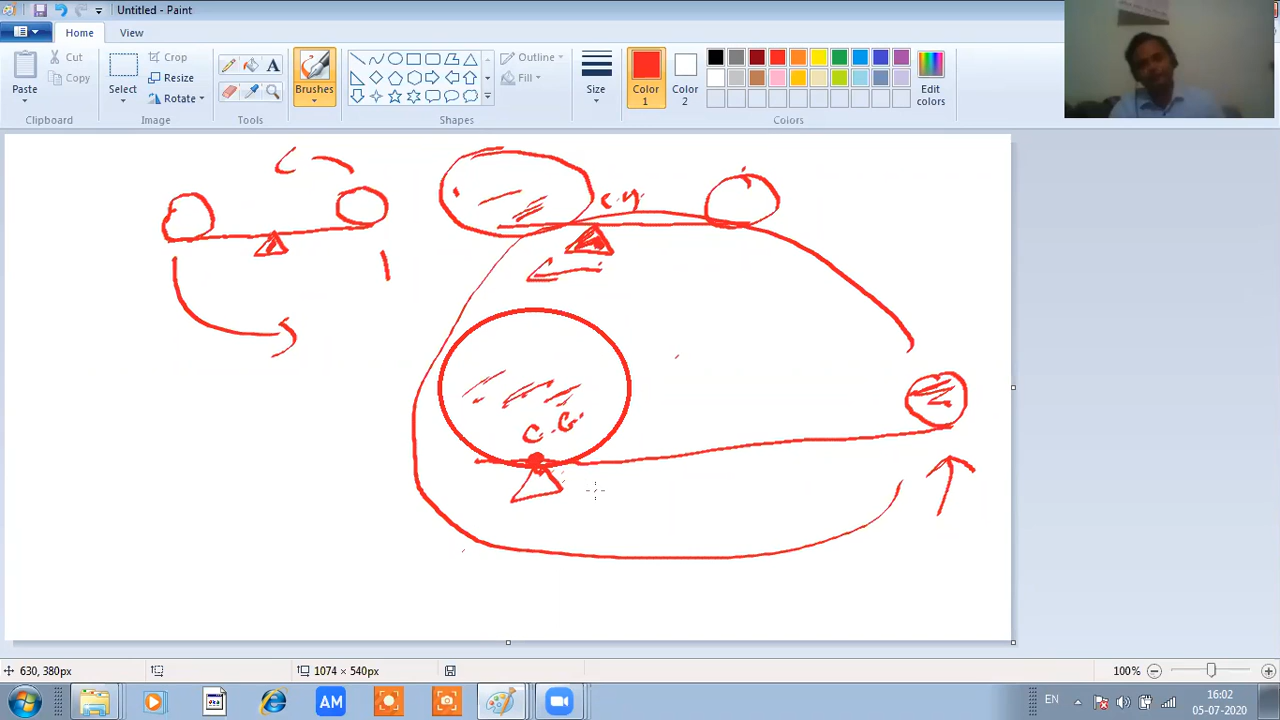 Untitled - Paint
Home
View
Paste
Cut
Copy
Clipboard
Select
Crop
Resize
Rotate
Image
Tools
Brushes
Outline
Fill
Shapes
Size
Color 1
Color 2
Edit colors
Colors
C.G.
C.G.
630, 380px
1074 × 540px
100%
AM
EN
16:02
05-07-2020